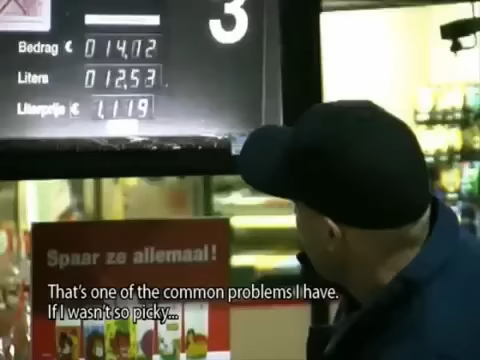 3
Bedrag € 014,02
Liters 012,53
Literprijs € 1,119
Spaar ze allemaal!
That's one of the common problems I have.
If I wasn't so picky...